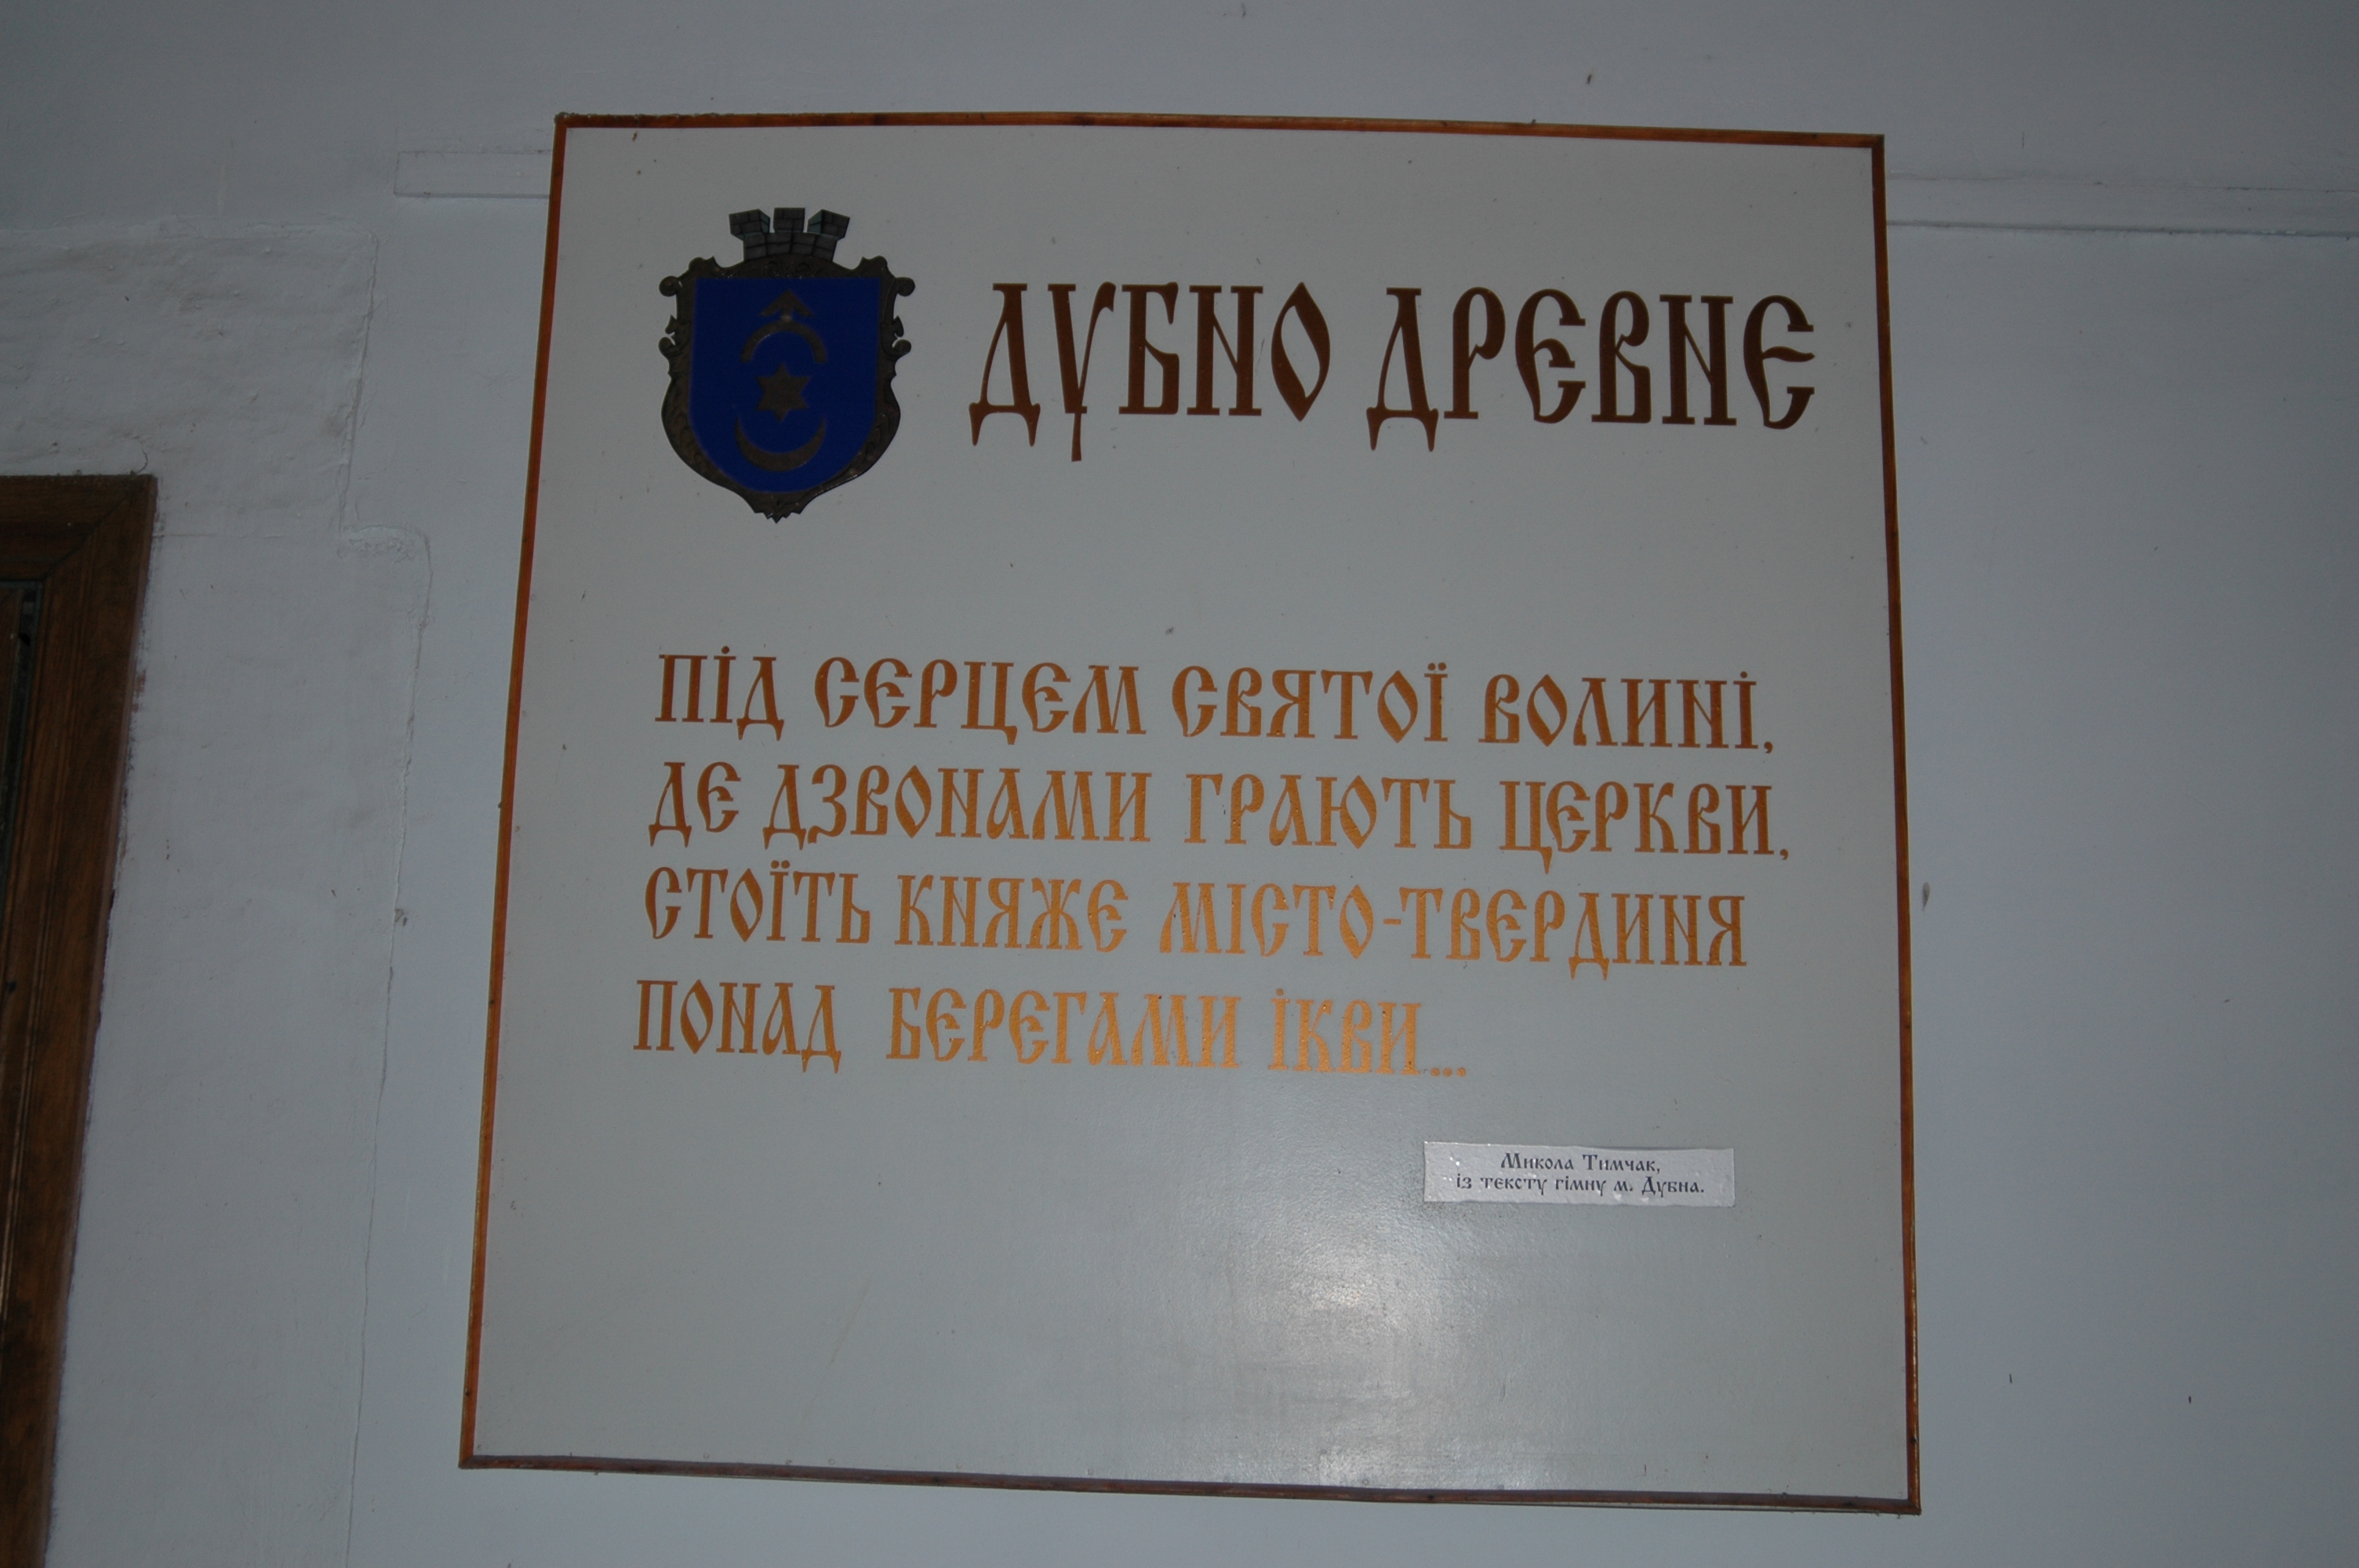 ДУБНО ДРЕВНЕ
ПІД СЕРЦЕМ СВЯТОЇ ВОЛИНІ,
ДЕ ДЗВОНАМИ ГРАЮТЬ ЦЕРКВИ,
СТОЇТЬ КНЯЖЕ МІСТО-ТВЕРДИНЯ
ПОНАД БЕРЕГАМИ ІКВИ...
Микола Тимчак,
із тексту гімну м. Дубна.